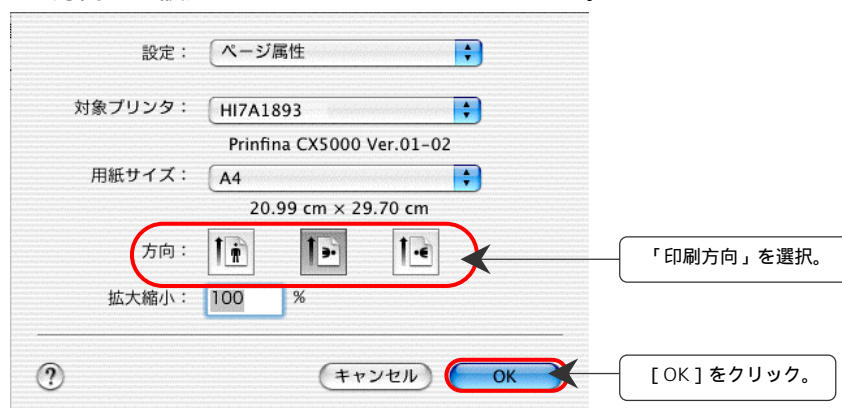 設定： ページ属性
対象プリンタ： HI7A1893
Prinfina CX5000 Ver.01-02
用紙サイズ： A4
20.99 cm × 29.70 cm
方向：
「印刷方向」を選択。
拡大縮小： 100 %
? キャンセル OK
[OK]をクリック。